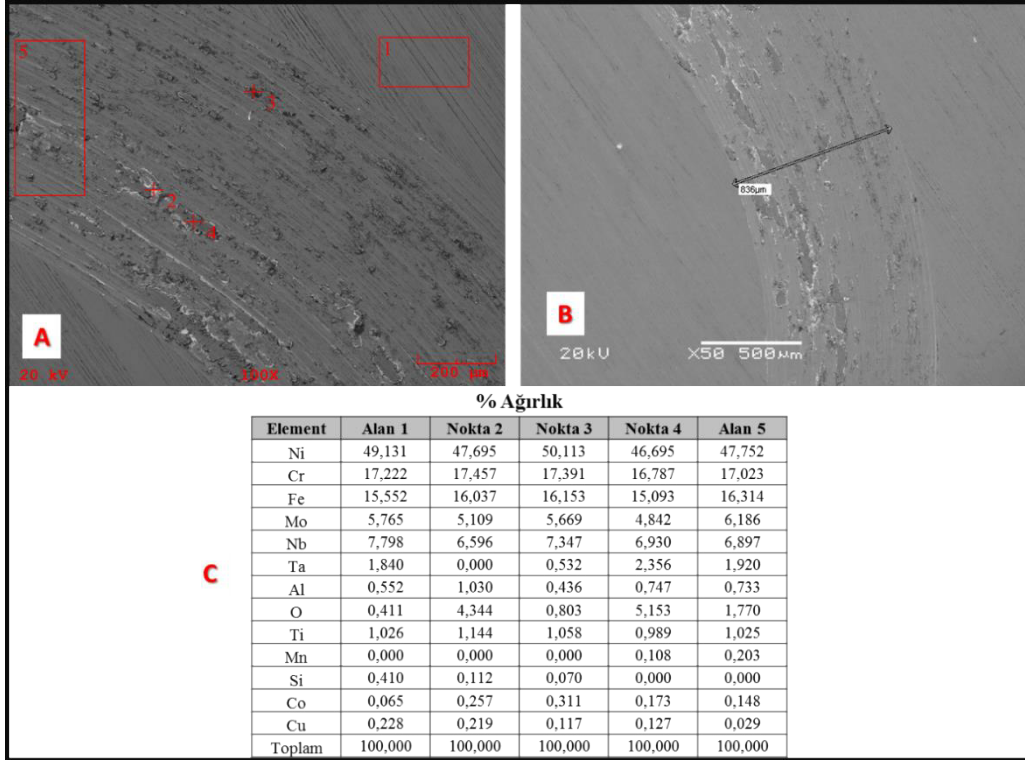 5
1
3
2
4
A
20 kV
100X
200 µm
636µm
B
20kU
X50 500µm
% Ağırlık
Element Alan 1 Nokta 2 Nokta 3 Nokta 4 Alan 5
Ni 49,131 47,695 50,113 46,695 47,752
Cr 17,222 17,457 17,391 16,787 17,023
Fe 15,552 16,037 16,153 15,093 16,314
Mo 5,765 5,109 5,669 4,842 6,186
Nb 7,798 6,596 7,347 6,930 6,897
Ta 1,840 0,000 0,532 2,356 1,920
Al 0,552 1,030 0,436 0,747 0,733
O 0,411 4,344 0,803 5,153 1,770
Ti 1,026 1,144 1,058 0,989 1,025
Mn 0,000 0,000 0,000 0,108 0,203
Si 0,410 0,112 0,070 0,000 0,000
Co 0,065 0,257 0,311 0,173 0,148
Cu 0,228 0,219 0,117 0,127 0,029
Toplam 100,000 100,000 100,000 100,000 100,000
C